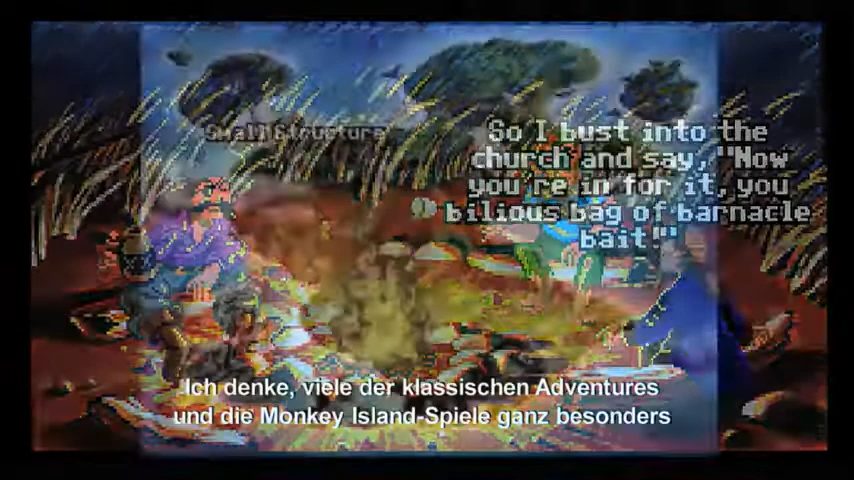 Small Structure
So I bust into the
church and say, "Now
you're in for it, you
bilious bag of barnacle
bait!"
Ich denke, viele der klassischen Adventures
und die Monkey Island-Spiele ganz besonders